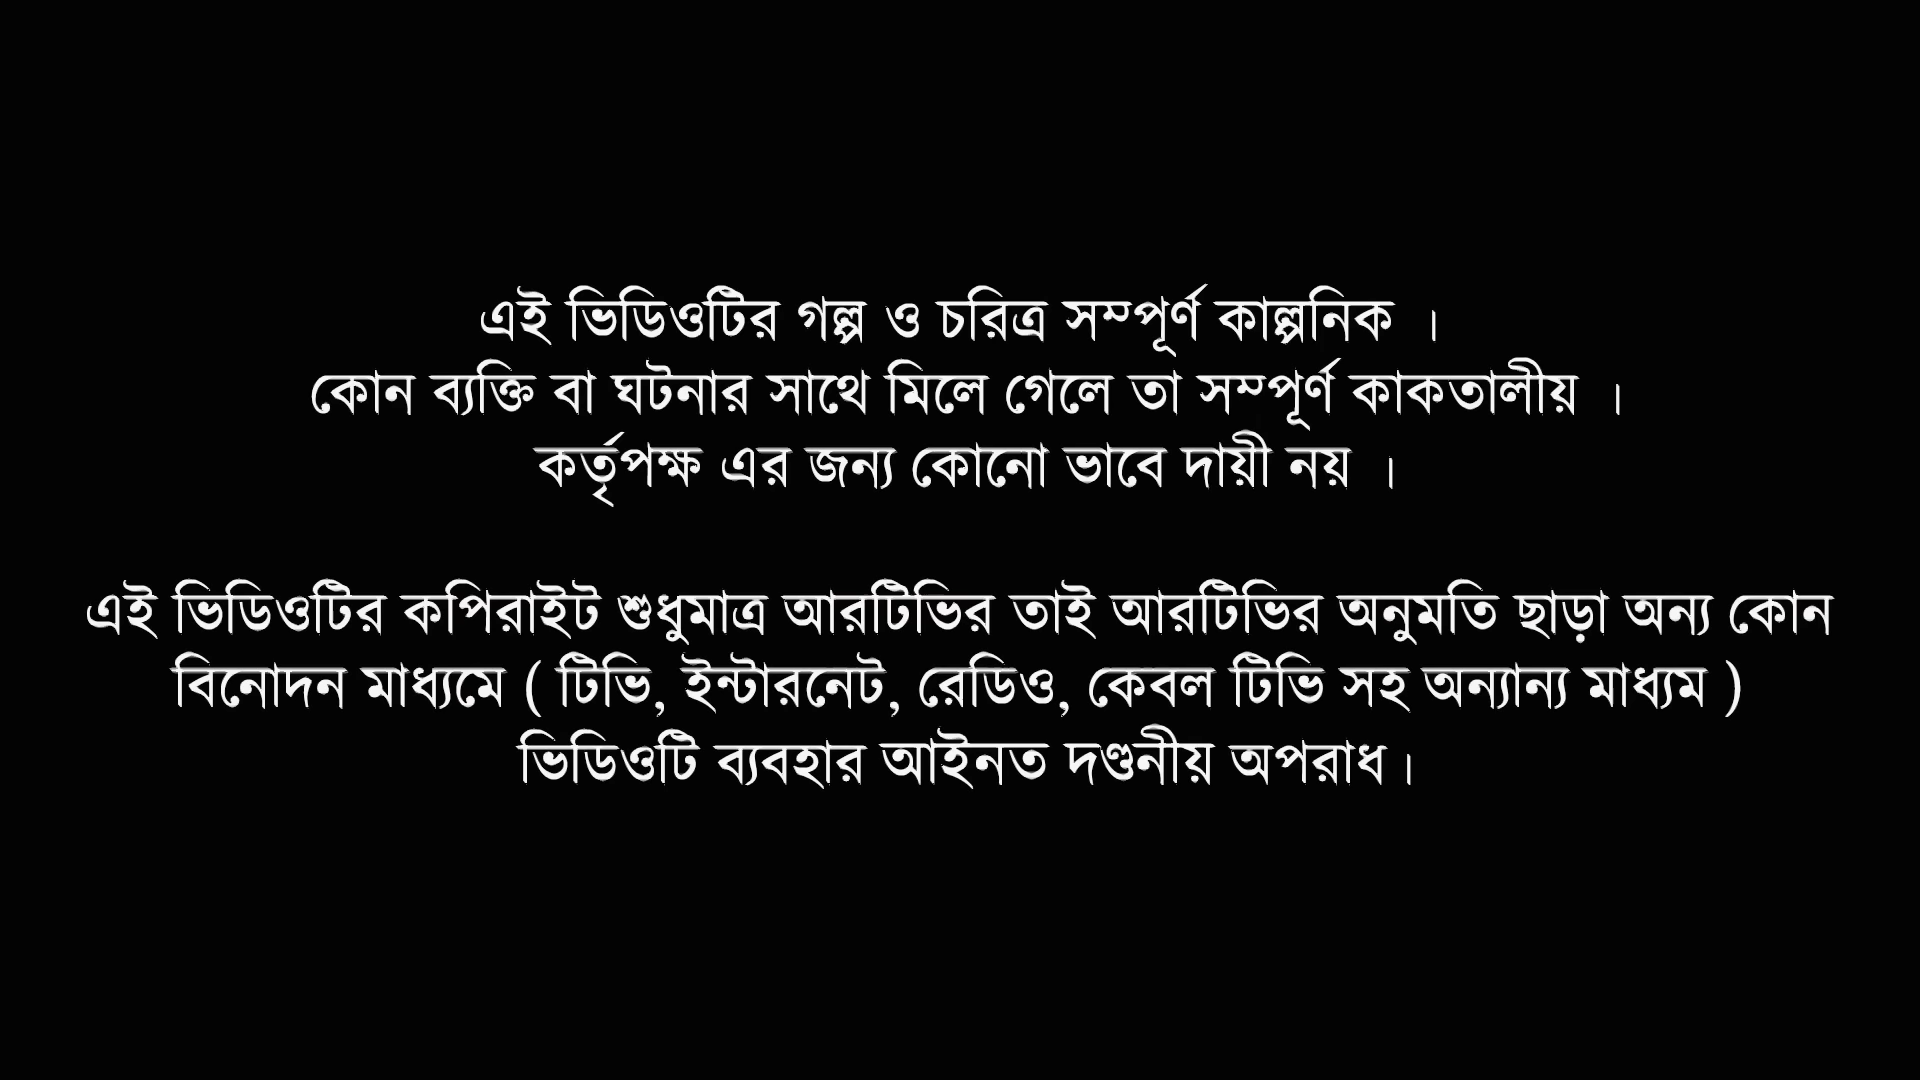 এই ভিডিওটির গল্প ও চরিত্র সম্পূর্ণ কাল্পনিক ।
কোন ব্যক্তি বা ঘটনার সাথে মিলে গেলে তা সম্পূর্ণ কাকতালীয় ।
কর্তৃপক্ষ এর জন্য কোনো ভাবে দায়ী নয় ।
এই ভিডিওটির কপিরাইট শুধুমাত্র আরটিভির তাই আরটিভির অনুমতি ছাড়া অন্য কোন
বিনোদন মাধ্যমে ( টিভি, ইন্টারনেট, রেডিও, কেবল টিভি সহ অন্যান্য মাধ্যম )
ভিডিওটি ব্যবহার আইনত দণ্ডনীয় অপরাধ।